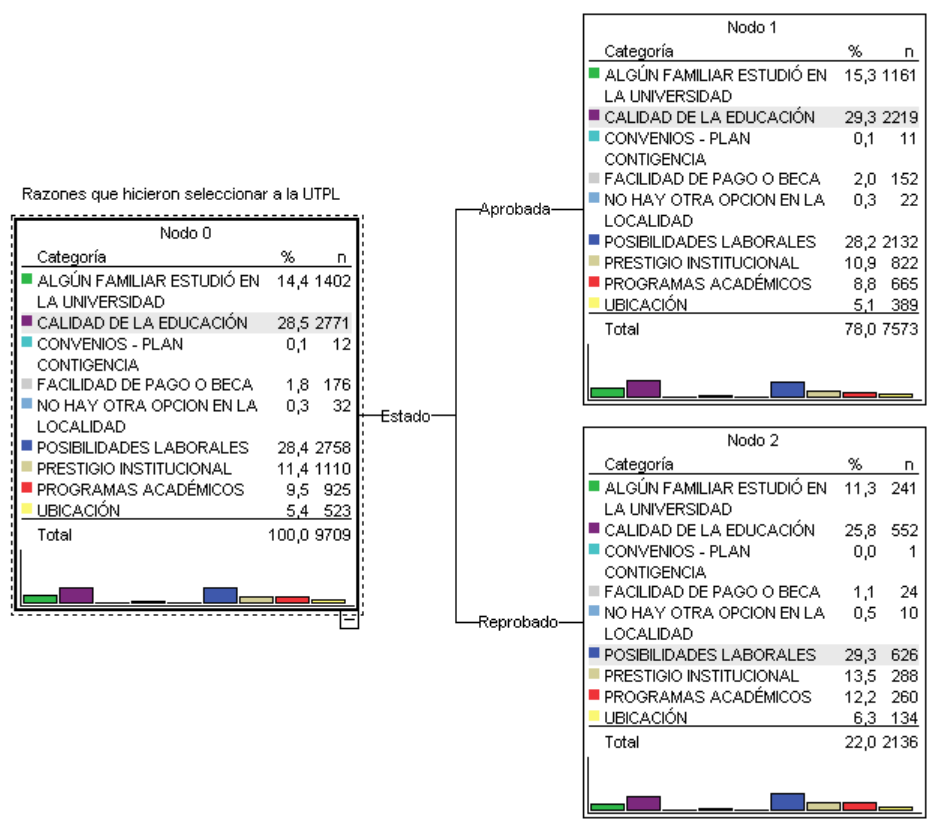 Razones que hicieron seleccionar a la UTPL
Nodo 0
Categoría % n
ALGÚN FAMILIAR ESTUDIÓ EN 14,4 1402
LA UNIVERSIDAD
CALIDAD DE LA EDUCACIÓN 28,5 2771
CONVENIOS - PLAN 0,1 12
CONTIGENCIA
FACILIDAD DE PAGO O BECA 1,8 176
NO HAY OTRA OPCION EN LA 0,3 32
LOCALIDAD
POSIBILIDADES LABORALES 28,4 2758
PRESTIGIO INSTITUCIONAL 11,4 1110
PROGRAMAS ACADÉMICOS 9,5 925
UBICACIÓN 5,4 523
Total 100,0 9709
Estado
Aprobada
Nodo 1
Categoría % n
ALGÚN FAMILIAR ESTUDIÓ EN 15,3 1161
LA UNIVERSIDAD
CALIDAD DE LA EDUCACIÓN 29,3 2219
CONVENIOS - PLAN 0,1 11
CONTIGENCIA
FACILIDAD DE PAGO O BECA 2,0 152
NO HAY OTRA OPCION EN LA 0,3 22
LOCALIDAD
POSIBILIDADES LABORALES 28,2 2132
PRESTIGIO INSTITUCIONAL 10,9 822
PROGRAMAS ACADÉMICOS 8,8 665
UBICACIÓN 5,1 389
Total 78,0 7573
Reprobado
Nodo 2
Categoría % n
ALGÚN FAMILIAR ESTUDIÓ EN 11,3 241
LA UNIVERSIDAD
CALIDAD DE LA EDUCACIÓN 25,8 552
CONVENIOS - PLAN 0,0 1
CONTIGENCIA
FACILIDAD DE PAGO O BECA 1,1 24
NO HAY OTRA OPCION EN LA 0,5 10
LOCALIDAD
POSIBILIDADES LABORALES 29,3 626
PRESTIGIO INSTITUCIONAL 13,5 288
PROGRAMAS ACADÉMICOS 12,2 260
UBICACIÓN 6,3 134
Total 22,0 2136